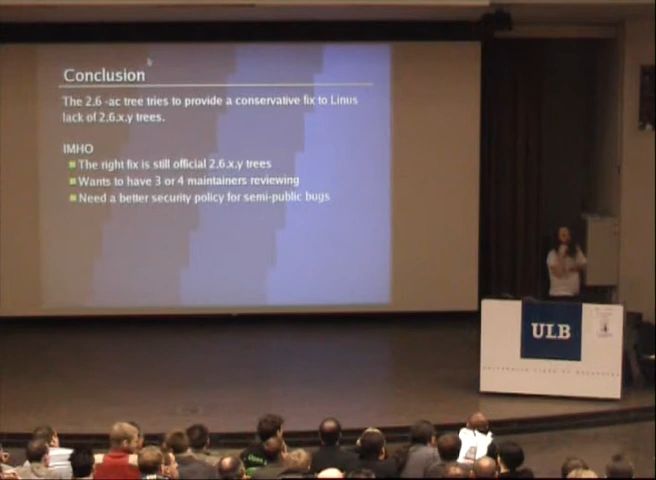 Conclusion
The 2.6 -ac tree tries to provide a conservative fix to Linus
lack of 2.6.x.y trees.
IMHO
The right fix is still official 2.6.x.y trees
Wants to have 3 or 4 maintainers reviewing
Need a better security policy for semi-public bugs
ULB